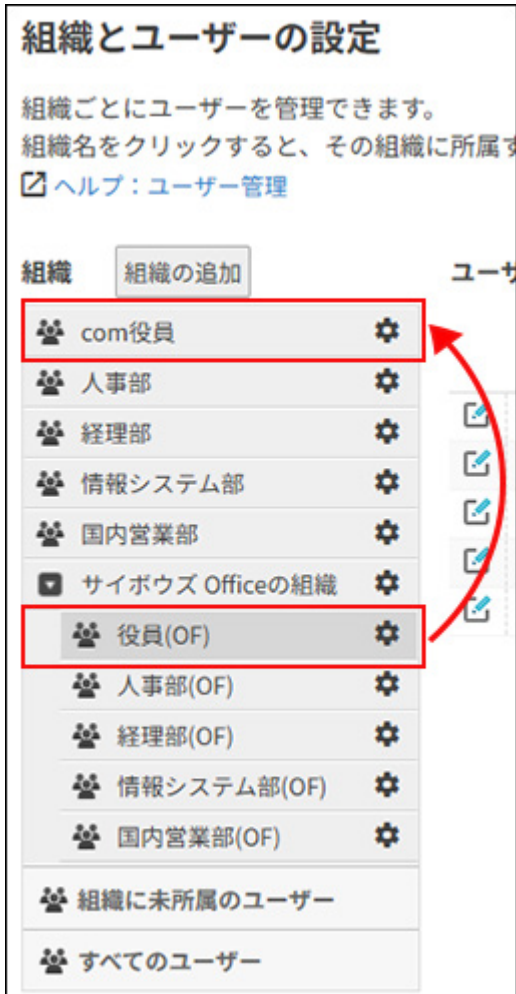 組織とユーザーの設定
組織ごとにユーザーを管理できます。
組織名をクリックすると、その組織に所属す
ヘルプ：ユーザー管理
組織 組織の追加 ユーザ
com役員
人事部
経理部
情報システム部
国内営業部
サイボウズ Officeの組織
役員(OF)
人事部(OF)
経理部(OF)
情報システム部(OF)
国内営業部(OF)
組織に未所属のユーザー
すべてのユーザー